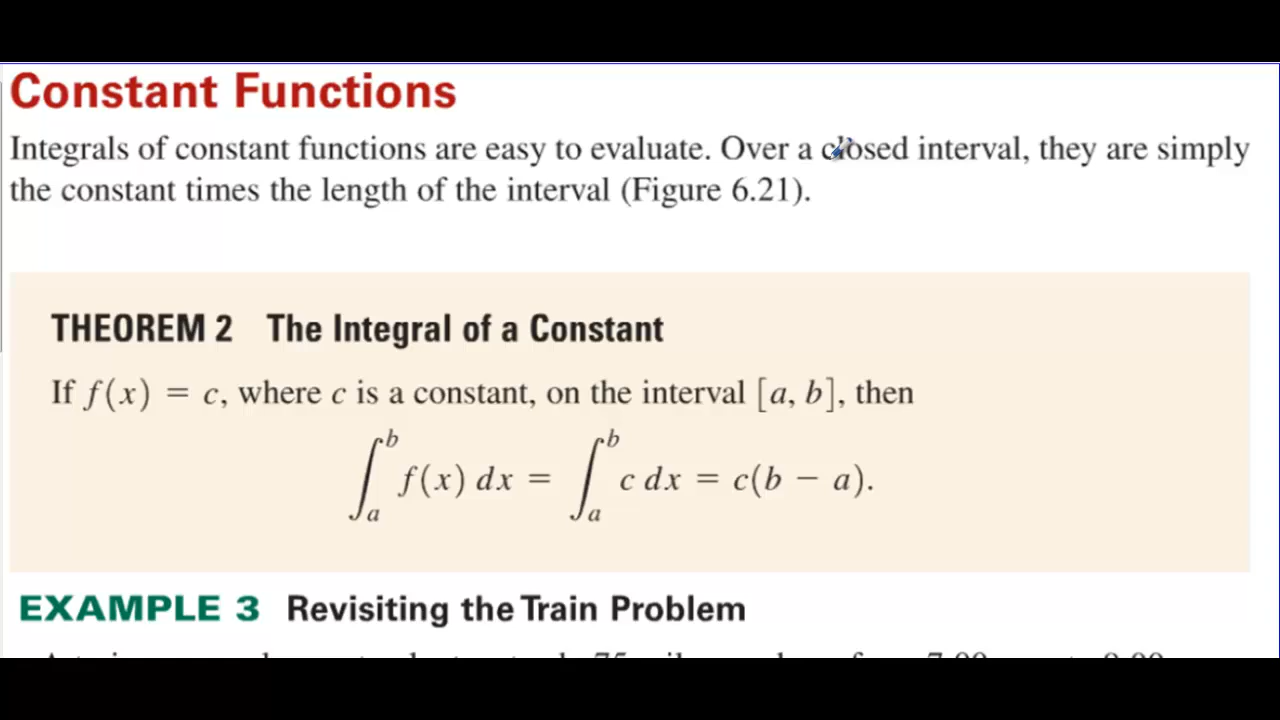 Constant Functions
Integrals of constant functions are easy to evaluate. Over a closed interval, they are simply
the constant times the length of the interval (Figure 6.21).
THEOREM 2 The Integral of a Constant
If f(x) = c, where c is a constant, on the interval [a, b], then
∫_a^b f(x) dx = ∫_a^b c dx = c(b − a).
EXAMPLE 3 Revisiting the Train Problem